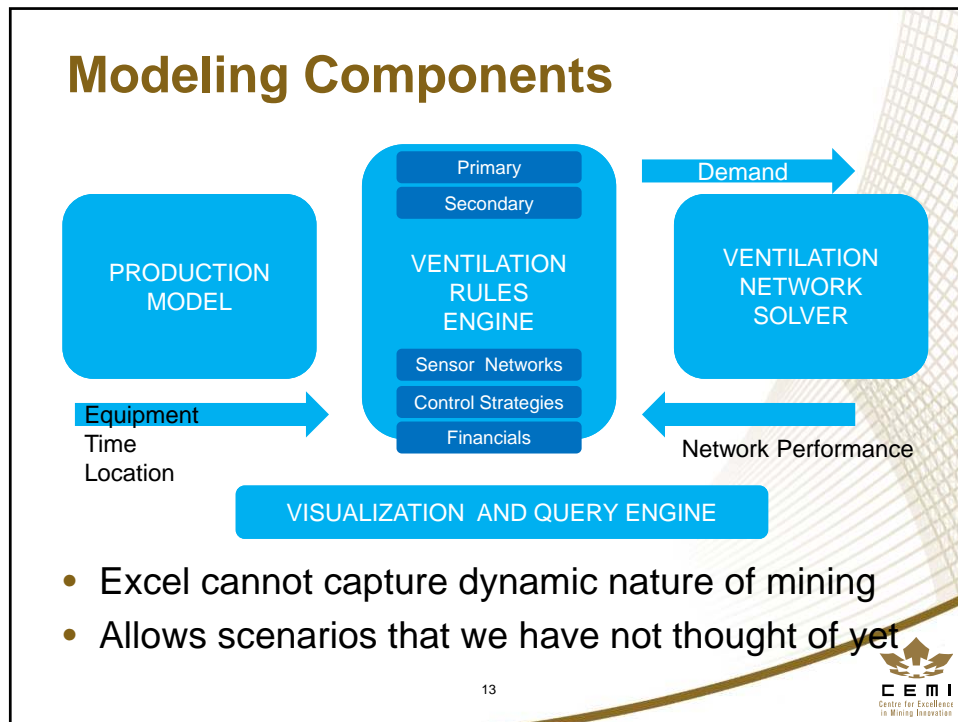 Modeling Components
PRODUCTION
MODEL
Equipment
Time
Location
Primary
Secondary
VENTILATION
RULES
ENGINE
Sensor Networks
Control Strategies
Financials
Demand
VENTILATION
NETWORK
SOLVER
Network Performance
VISUALIZATION AND QUERY ENGINE
• Excel cannot capture dynamic nature of mining
• Allows scenarios that we have not thought of yet
13
CEMI
Centre for Excellence
in Mining Innovation